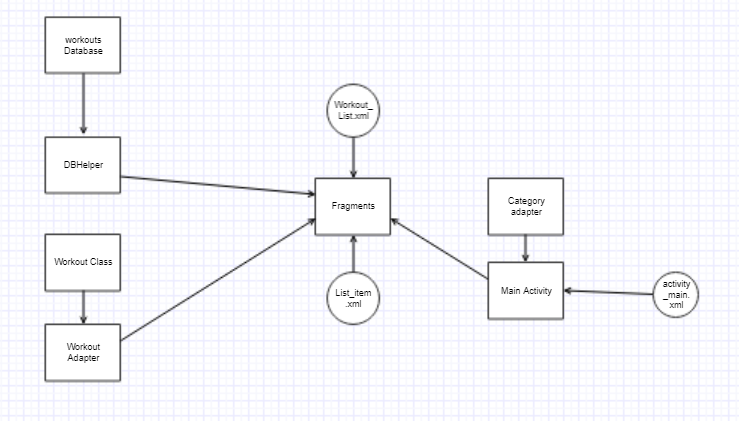 workouts
Database
Workout_
List.xml
DBHelper
Fragments
Category
adapter
Workout Class
Main Activity
activity
_main.
xml
List_item
.xml
Workout
Adapter